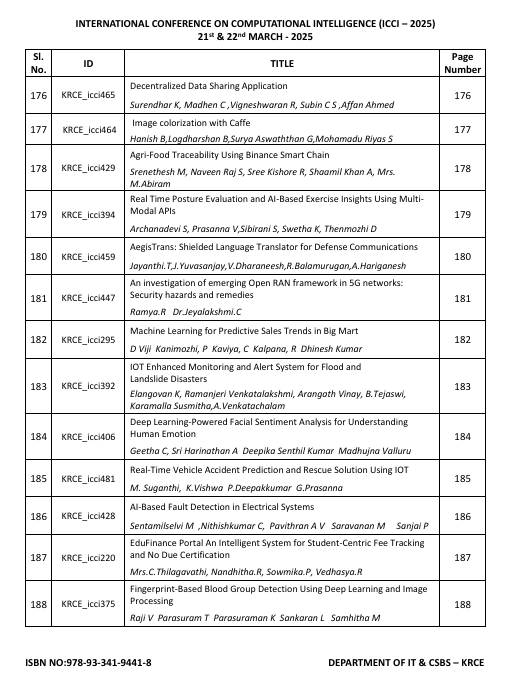 INTERNATIONAL CONFERENCE ON COMPUTATIONAL INTELLIGENCE (ICCI – 2025)
21st & 22nd MARCH - 2025
Sl. No. ID TITLE Page Number
176 KRCE_icci465 Decentralized Data Sharing Application 176
Surendhar K, Madhen C ,Vigneshwaran R, Subin C S ,Affan Ahmed
177 KRCE_icci464 Image colorization with Caffe 177
Hanish B,Logdharshan B,Surya Aswaththan G,Mohamadu Riyas S
178 KRCE_icci429 Agri-Food Traceability Using Binance Smart Chain 178
Srenethesh M, Naveen Raj S, Sree Kishore R, Shaamil Khan A, Mrs.
M.Abiram
179 KRCE_icci394 Real Time Posture Evaluation and AI-Based Exercise Insights Using Multi- 179
Modal APIs
Archanadevi S, Prasanna V,Sibirani S, Swetha K, Thenmozhi D
180 KRCE_icci459 AegisTrans: Shielded Language Translator for Defense Communications 180
Jayanthi.T,J.Yuvasanjay,V.Dharaneesh,R.Balamurugan,A.Hariganesh
181 KRCE_icci447 An investigation of emerging Open RAN framework in 5G networks: 181
Security hazards and remedies
Ramya.R Dr.Jeyalakshmi.C
182 KRCE_icci295 Machine Learning for Predictive Sales Trends in Big Mart 182
D Viji Kanimozhi, P Kaviya, C Kalpana, R Dhinesh Kumar
183 KRCE_icci392 IOT Enhanced Monitoring and Alert System for Flood and 183
Landslide Disasters
Elangovan K, Ramanjeri Venkatalakshmi, Arangath Vinay, B.Tejaswi,
Karamalla Susmitha,A.Venkatachalam
184 KRCE_icci406 Deep Learning-Powered Facial Sentiment Analysis for Understanding 184
Human Emotion
Geetha C, Sri Harinathan A Deepika Senthil Kumar Madhujna Valluru
185 KRCE_icci481 Real-Time Vehicle Accident Prediction and Rescue Solution Using IOT 185
M. Suganthi, K.Vishwa P.Deepakkumar G.Prasanna
186 KRCE_icci428 AI-Based Fault Detection in Electrical Systems 186
Sentamilselvi M ,Nithishkumar C, Pavithran A V Saravanan M Sanjai P
187 KRCE_icci220 EduFinance Portal An Intelligent System for Student-Centric Fee Tracking 187
and No Due Certification
Mrs.C.Thilagavathi, Nandhitha.R, Sowmika.P, Vedhasya.R
188 KRCE_icci375 Fingerprint-Based Blood Group Detection Using Deep Learning and Image 188
Processing
Raji V Parasuram T Parasuraman K Sankaran L Samhitha M
ISBN NO:978-93-341-9441-8 DEPARTMENT OF IT & CSBS – KRCE